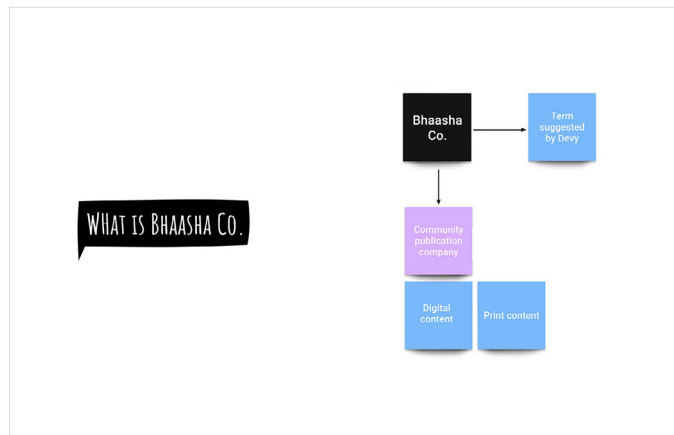 WHAT IS BHAASHA CO.
Bhaasha
Co.
Term
suggested
by Devy
Community
publication
company
Digital
content
Print content